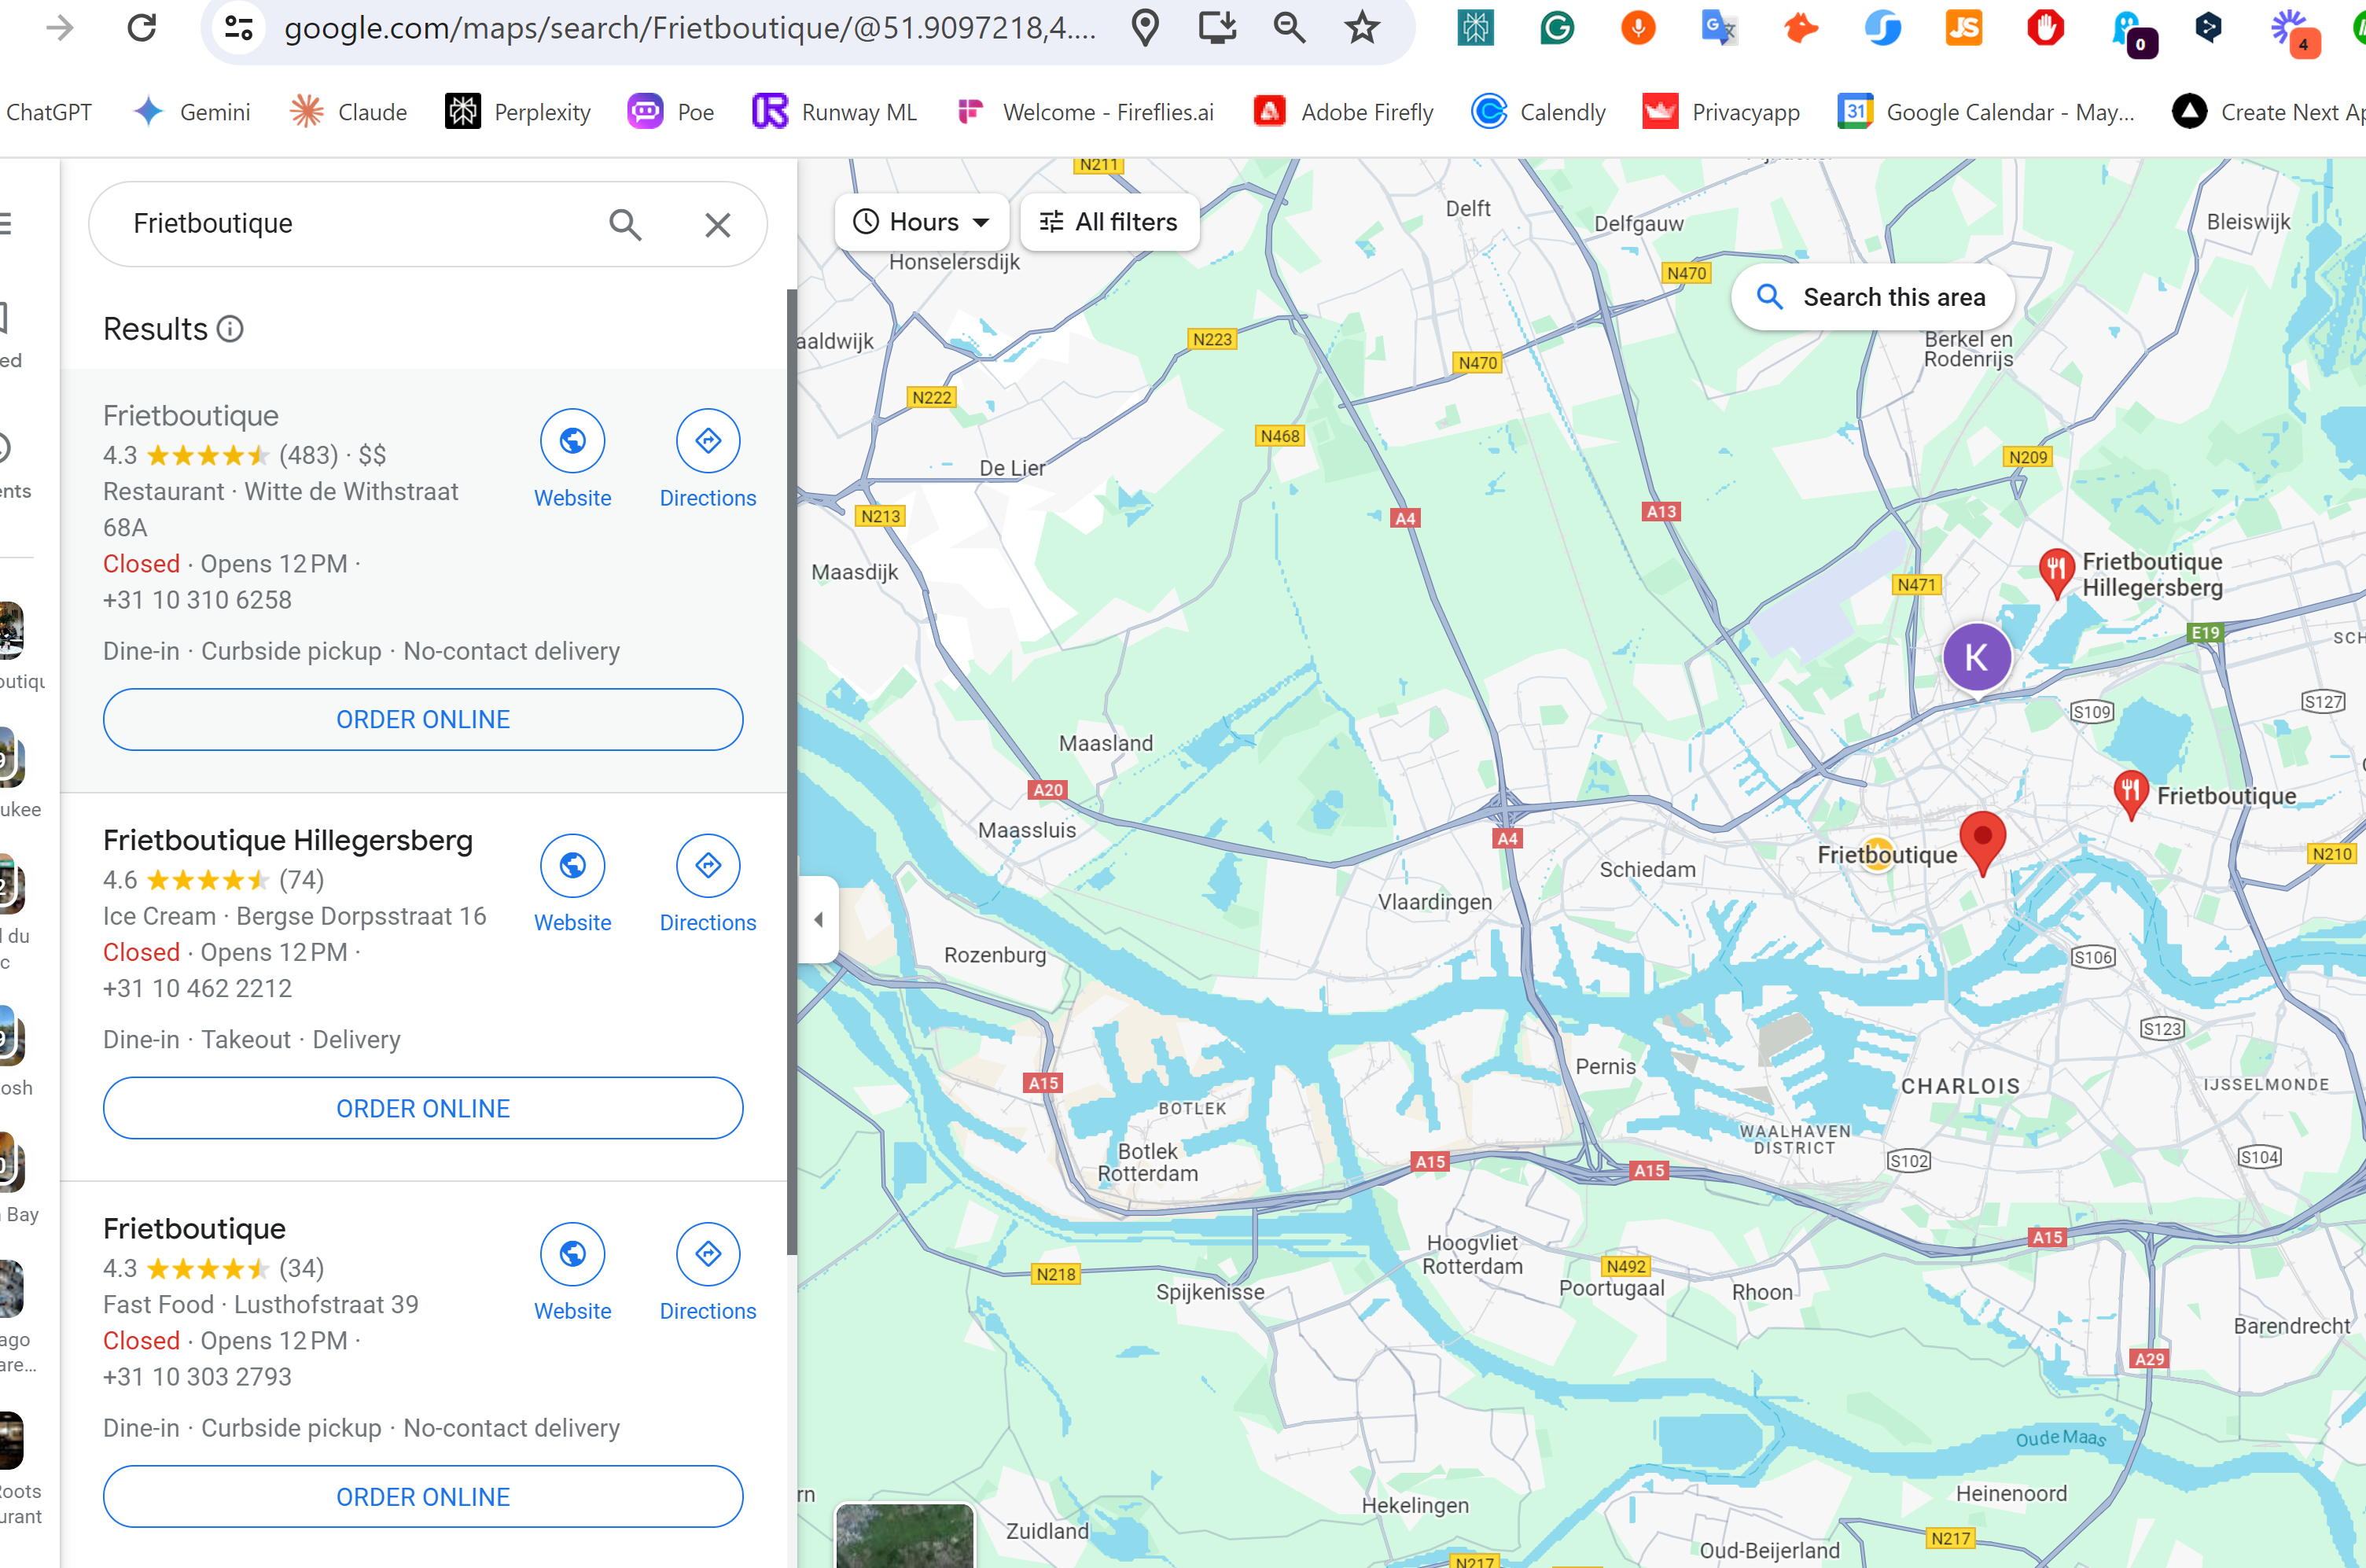 google.com/maps/search/Frietboutique/@51.9097218,4....
0
4
JS
ChatGPT
Gemini
Claude
Perplexity
Poe
Runway ML
Welcome - Fireflies.ai
Adobe Firefly
Calendly
Privacyapp
31
Google Calendar - May...
Create Next Ap
Frietboutique
Results
Frietboutique
4.3 (483) · $$
Restaurant · Witte de Withstraat
68A
Closed · Opens 12 PM ·
+31 10 310 6258
Dine-in · Curbside pickup · No-contact delivery
Website
Directions
ORDER ONLINE
Frietboutique Hillegersberg
4.6 (74)
Ice Cream · Bergse Dorpsstraat 16
Closed · Opens 12 PM ·
+31 10 462 2212
Dine-in · Takeout · Delivery
Website
Directions
ORDER ONLINE
Frietboutique
4.3 (34)
Fast Food · Lusthofstraat 39
Closed · Opens 12 PM ·
+31 10 303 2793
Dine-in · Curbside pickup · No-contact delivery
Website
Directions
ORDER ONLINE
ed
ents
outiqu
ukee
l du
c
osh
Bay
ago
are...
Roots
urant
Hours
All filters
Search this area
N211
Delft
Delfgauw
Bleiswijk
Honselersdijk
N470
aaldwijk
N223
Berkel en
Rodenrijs
N470
N222
N468
N209
De Lier
N213
A4
A13
Maasdijk
N471
Frietboutique
Hillegersberg
E19
SCH
K
S109
S127
Maasland
A20
Frietboutique
Maassluis
A4
Frietboutique
N210
Schiedam
Vlaardingen
Rozenburg
S106
S123
Pernis
A15
CHARLOIS
IJSSELMONDE
BOTLEK
WAALHAVEN
DISTRICT
Botlek
Rotterdam
A15
A15
S102
S104
A15
Hoogvliet
Rotterdam
N218
N492
Spijkenisse
Poortugaal
Rhoon
Barendrecht
A29
Oude Maas
rn
Hekelingen
Heinenoord
Zuidland
N217
Oud-Beijerland
N217